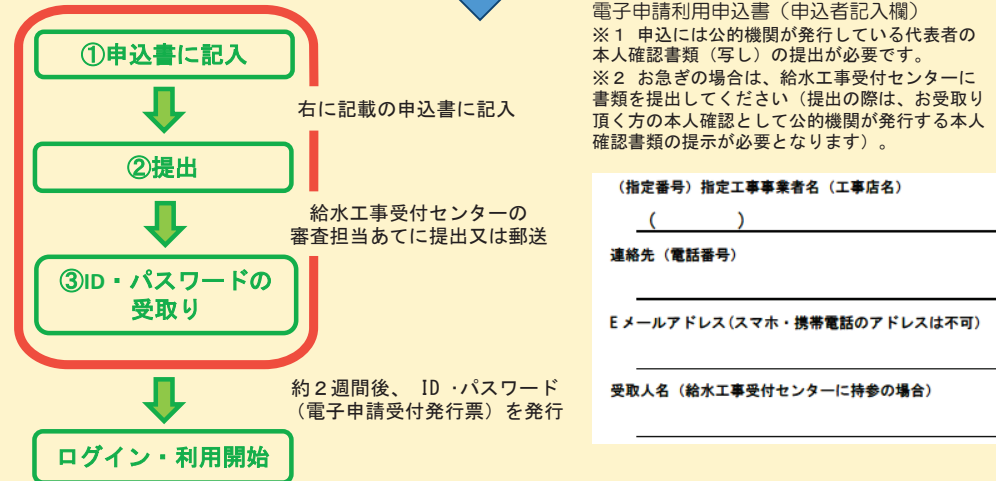 ①申込書に記入
右に記載の申込書に記入
②提出
給水工事受付センターの
審査担当あてに提出又は郵送
③ID・パスワードの
受取り
約２週間後、 ID ・パスワード
（電子申請受付発行票）を発行
ログイン・利用開始
電子申請利用申込書（申込者記入欄）
※１ 申込には公的機関が発行している代表者の
本人確認書類（写し）の提出が必要です。
※２ お急ぎの場合は、給水工事受付センターに
書類を提出してください（提出の際は、お受取り
頂く方の本人確認として公的機関が発行する本人
確認書類の提示が必要となります）。
（指定番号）指定工事事業者名（工事店名）
（　　　　）
連絡先（電話番号）
Ｅメールアドレス(スマホ・携帯電話のアドレスは不可)
受取人名（給水工事受付センターに持参の場合）